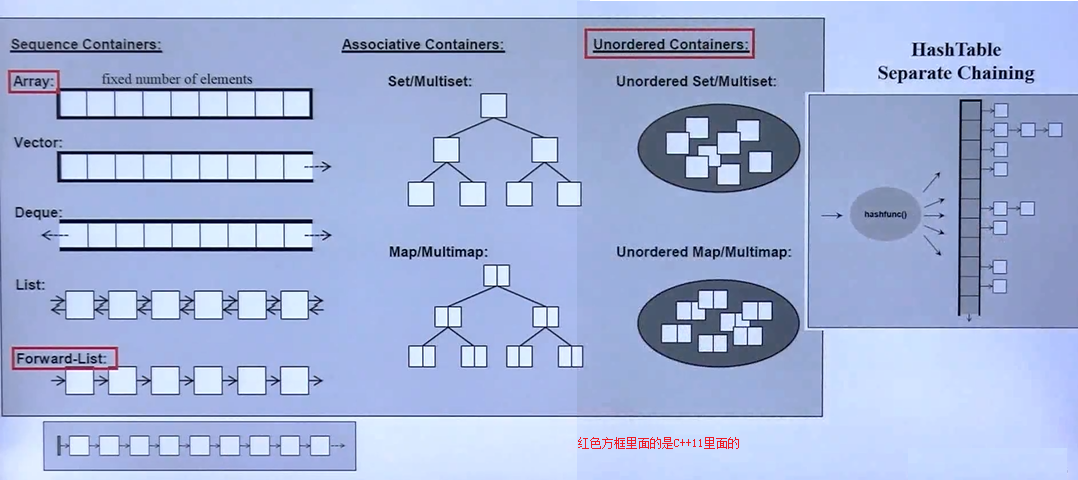 Sequence Containers:
Array:
fixed number of elements
Vector:
Deque:
List:
Forward-List:
Associative Containers:
Set/Multiset:
Map/Multimap:
Unordered Containers:
Unordered Set/Multiset:
Unordered Map/Multimap:
HashTable
Separate Chaining
hashfunc()
红色方框里面的是C++11里面的